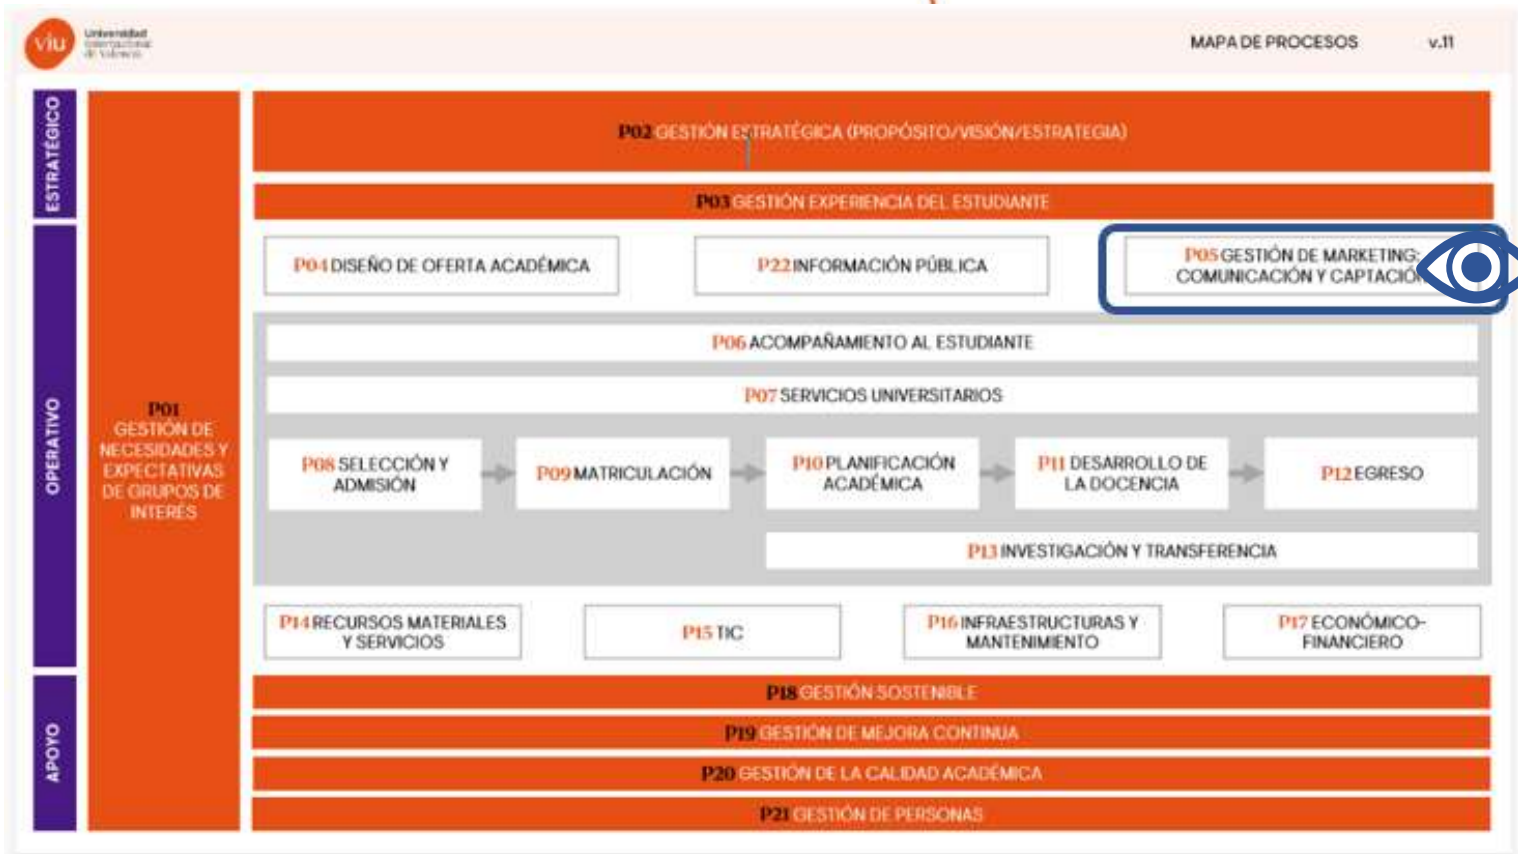 viu
Universidad
Internacional
de Valencia
MAPA DE PROCESOS
v.11
ESTRATÉGICO
OPERATIVO
APOYO
P01
GESTIÓN DE
NECESIDADES Y
EXPECTATIVAS
DE GRUPOS DE
INTERÉS
P02 GESTIÓN ESTRATÉGICA (PROPÓSITO/VISIÓN/ESTRATEGIA)
P03 GESTIÓN EXPERIENCIA DEL ESTUDIANTE
P04 DISEÑO DE OFERTA ACADÉMICA
P22 INFORMACIÓN PÚBLICA
P05 GESTIÓN DE MARKETING;
COMUNICACIÓN Y CAPTACIÓN
P06 ACOMPAÑAMIENTO AL ESTUDIANTE
P07 SERVICIOS UNIVERSITARIOS
P08 SELECCIÓN Y
ADMISIÓN
P09 MATRICULACIÓN
P10 PLANIFICACIÓN
ACADÉMICA
P11 DESARROLLO DE
LA DOCENCIA
P12 EGRESO
P13 INVESTIGACIÓN Y TRANSFERENCIA
P14 RECURSOS MATERIALES
Y SERVICIOS
P15 TIC
P16 INFRAESTRUCTURAS Y
MANTENIMIENTO
P17 ECONÓMICO-
FINANCIERO
P18 GESTIÓN SOSTENIBLE
P19 GESTIÓN DE MEJORA CONTINUA
P20 GESTIÓN DE LA CALIDAD ACADÉMICA
P21 GESTIÓN DE PERSONAS